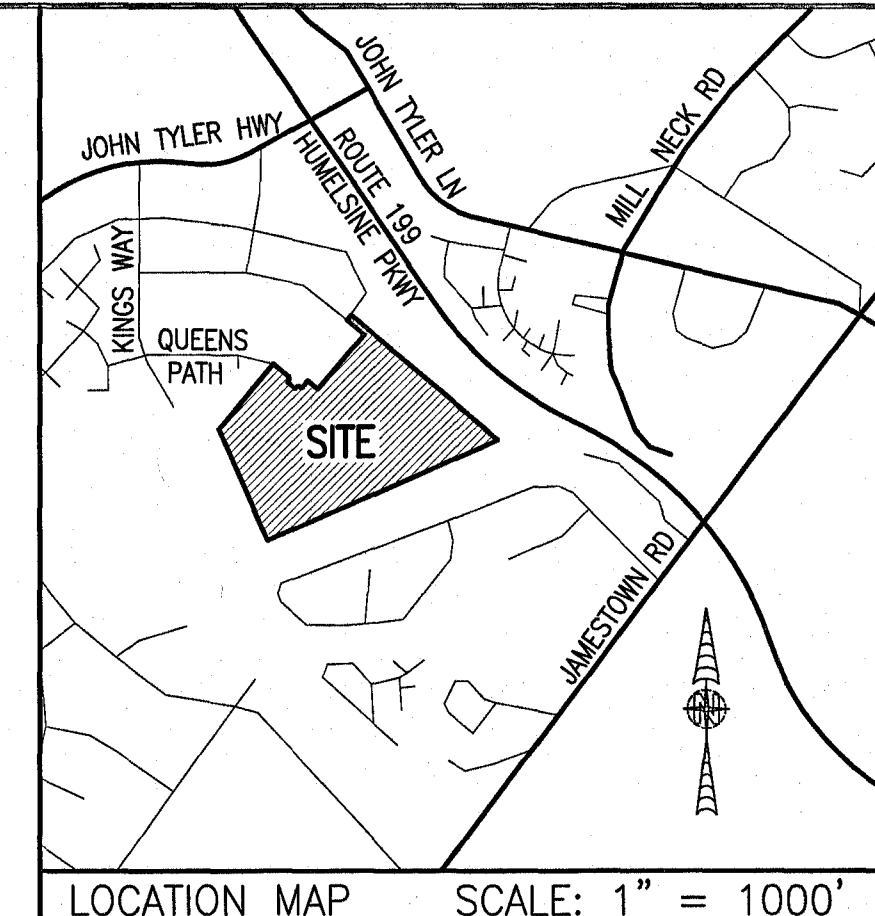 JOHN TYLER HWY
JOHN TYLER LN
ROUTE 199
HUMELSINE PKWY
MILL NECK RD
KINGS WAY
QUEENS
PATH
SITE
JAMESTOWN RD
N
LOCATION MAP SCALE: 1" = 1000'